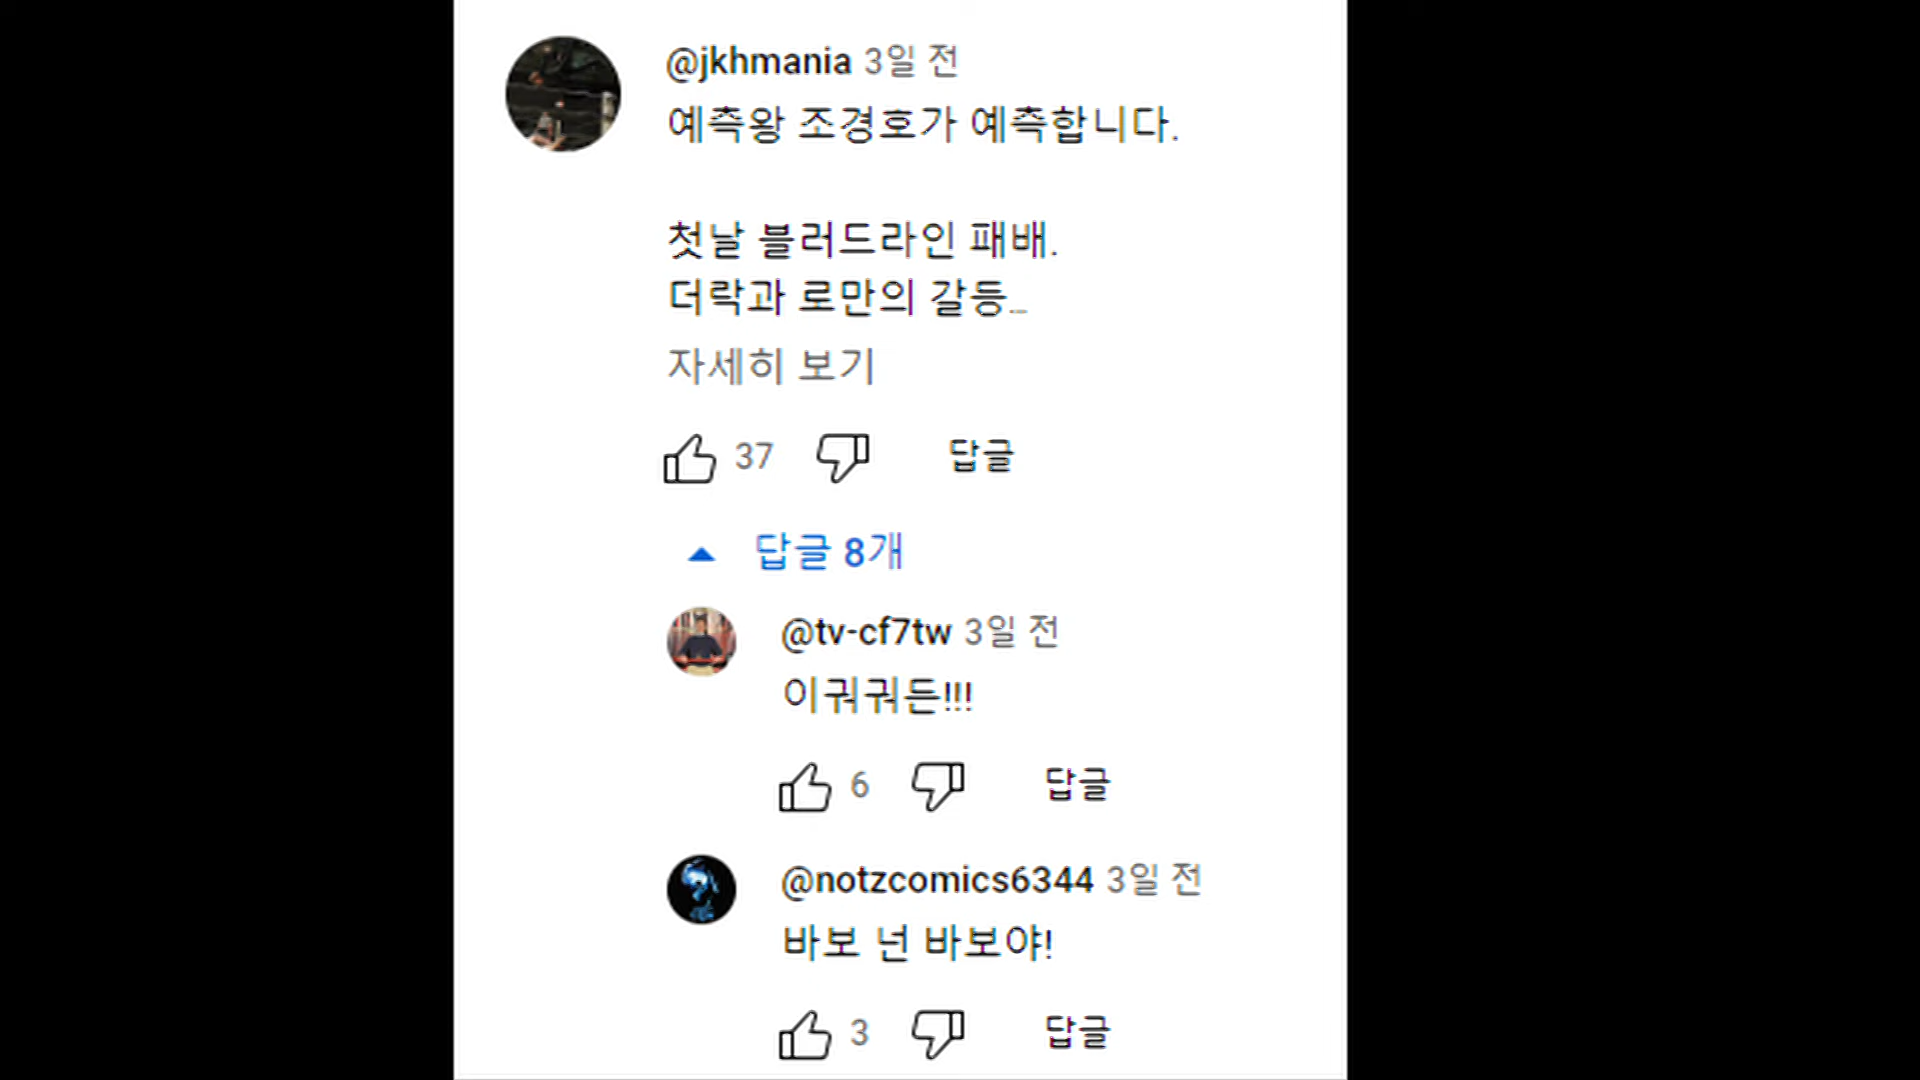 @jkhmania 3일 전
예측왕 조경호가 예측합니다.
첫날 블러드라인 패배.
더락과 로만의 갈등...
자세히 보기
37 답글
답글 8개
@tv-cf7tw 3일 전
이궈궈든!!!
6 답글
@notzcomics6344 3일 전
바보 넌 바보야!
3 답글